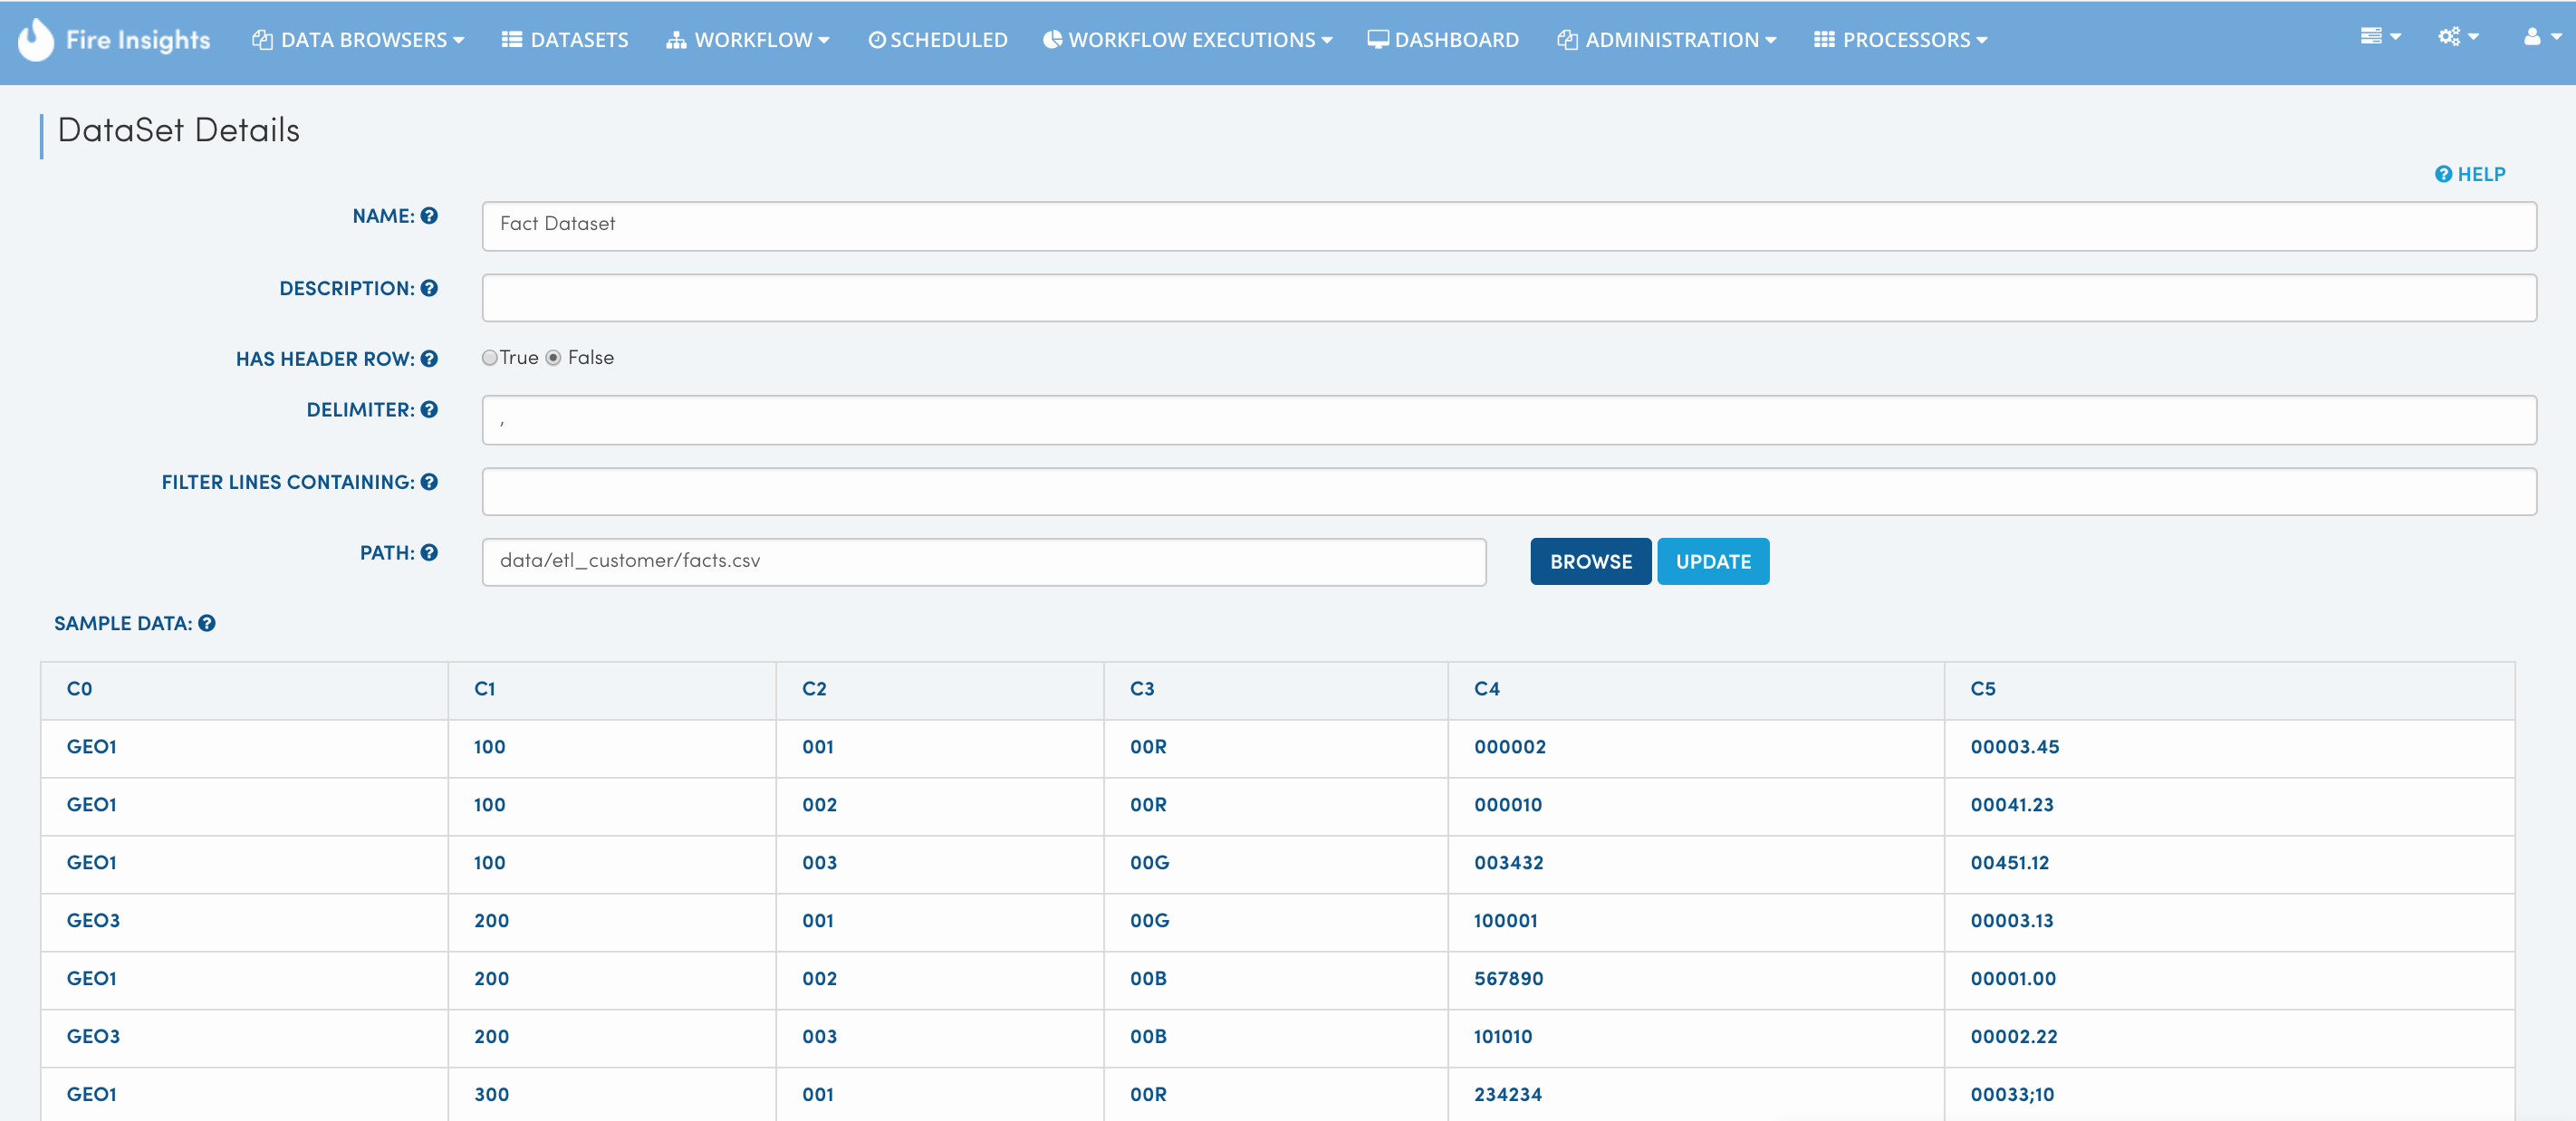 Fire Insights DATA BROWSERS DATASETS WORKFLOW SCHEDULED WORKFLOW EXECUTIONS DASHBOARD ADMINISTRATION PROCESSORS
DataSet Details
HELP
NAME: Fact Dataset
DESCRIPTION:
HAS HEADER ROW: True False
DELIMITER: ,
FILTER LINES CONTAINING:
PATH: data/etl_customer/facts.csv BROWSE UPDATE
SAMPLE DATA:
C0 C1 C2 C3 C4 C5
GEO1 100 001 00R 000002 00003.45
GEO1 100 002 00R 000010 00041.23
GEO1 100 003 00G 003432 00451.12
GEO3 200 001 00G 100001 00003.13
GEO1 200 002 00B 567890 00001.00
GEO3 200 003 00B 101010 00002.22
GEO1 300 001 00R 234234 00033;10